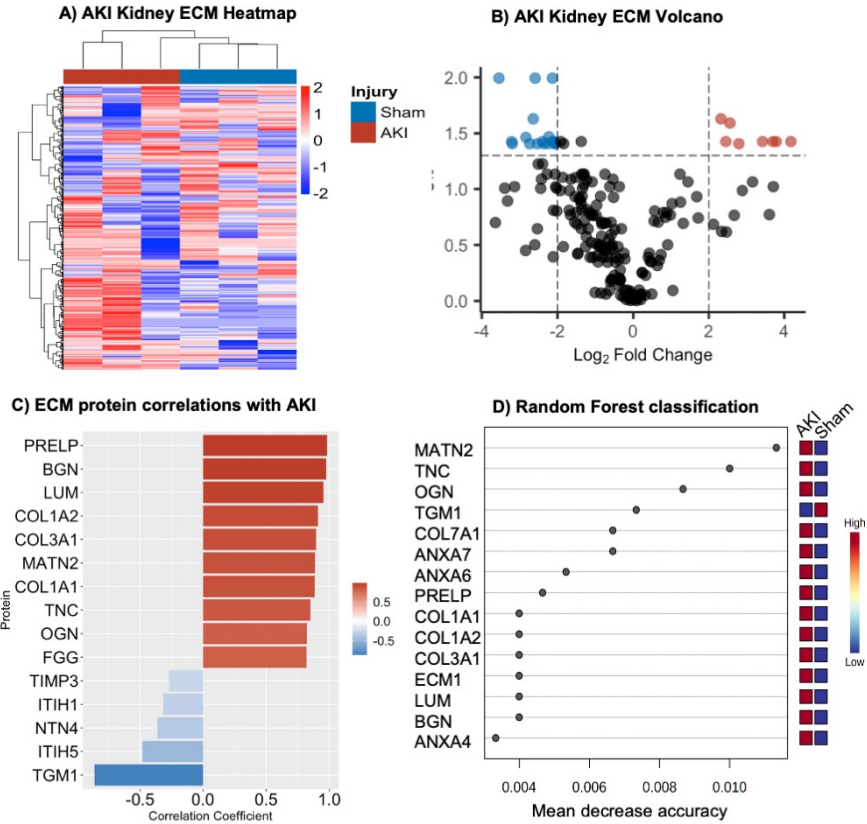 A) AKI Kidney ECM Heatmap
2
1
0
-1
-2
Injury
Sham
AKI
B) AKI Kidney ECM Volcano
2.0
1.5
1.0
0.5
0.0
-4
-2
0
2
4
Log2 Fold Change
C) ECM protein correlations with AKI
Protein
PRELP
BGN
LUM
COL1A2
COL3A1
MATN2
COL1A1
TNC
OGN
FGG
TIMP3
ITIH1
NTN4
ITIH5
TGM1
-0.5
0.0
0.5
1.0
Correlation Coefficient
0.5
0.0
-0.5
D) Random Forest classification
MATN2
TNC
OGN
TGM1
COL7A1
ANXA7
ANXA6
PRELP
COL1A1
COL1A2
COL3A1
ECM1
LUM
BGN
ANXA4
0.004
0.006
0.008
0.010
Mean decrease accuracy
AKI
Sham
High
Low